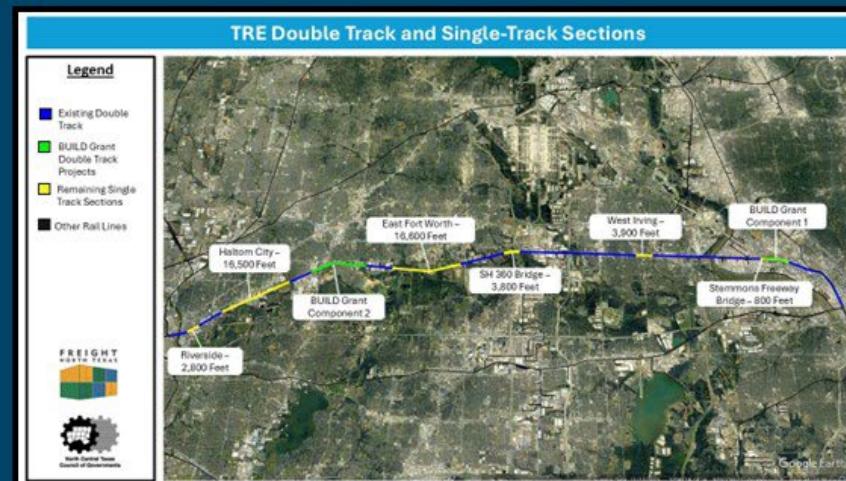 TRE Double Track and Single-Track Sections
Legend
Existing Double
Track
BUILD Grant
Double Track
Projects
Remaining Single
Track Sections
Other Rail Lines
FREIGHT
NORTH TEXAS
North Central Texas
Council of Governments
Riverside –
2,800 Feet
Haltom City –
16,500 Feet
BUILD Grant
Component 2
East Fort Worth –
16,600 Feet
SH 360 Bridge –
3,800 Feet
West Irving –
3,900 Feet
BUILD Grant
Component 1
Stemmons Freeway
Bridge – 800 Feet
Google Earth